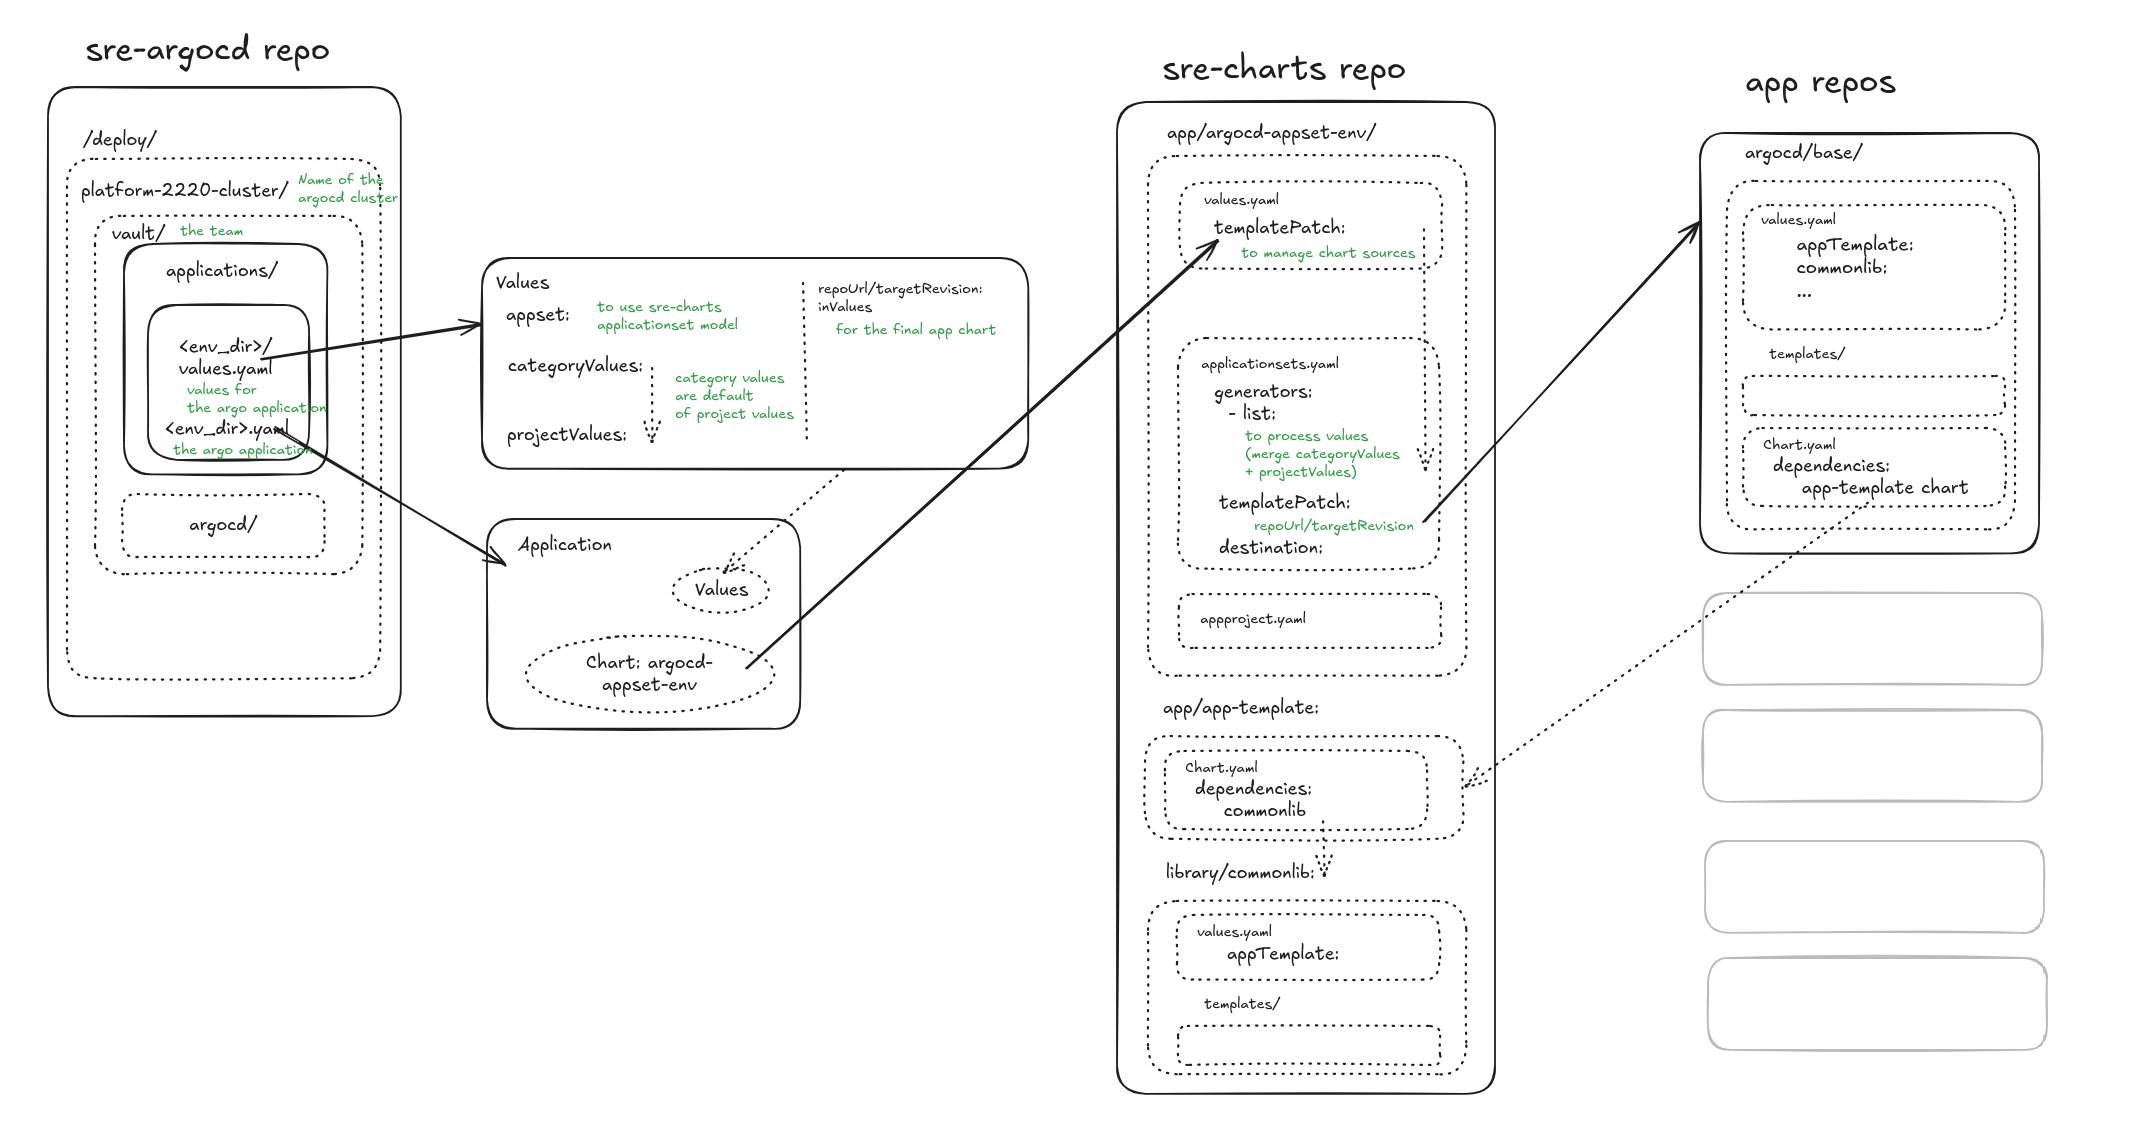 sre-argocd repo
/deploy/
platform-2220-cluster/
Name of the
argocd cluster
vault/
the team
applications/
<env_dir>/
values.yaml
values for
the argo application
<env_dir>.yaml
the argo application
argocd/
Values
appset:
to use sre-charts
applicationset model
categoryValues:
category values
are default
of project values
projectValues:
repoUrl/targetRevision:
inValues
for the final app chart
Application
Values
Chart: argocd-
appset-env
sre-charts repo
app/argocd-appset-env/
values.yaml
templatePatch:
to manage chart sources
applicationsets.yaml
generators:
- list:
to process values
(merge categoryValues
+ projectValues)
templatePatch:
repoUrl/targetRevision
destination:
appproject.yaml
app/app-template:
Chart.yaml
dependencies:
commonlib
library/commonlib:
values.yaml
appTemplate:
templates/
app repos
argocd/base/
values.yaml
appTemplate:
commonlib:
...
templates/
Chart.yaml
dependencies:
app-template chart